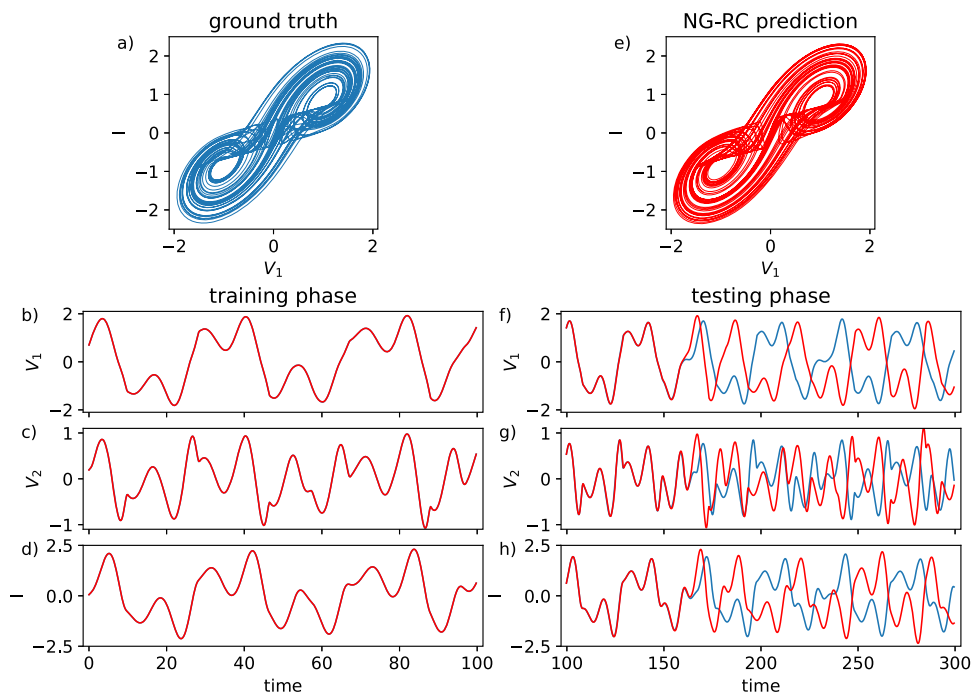 ground truth
a)
2
1
0
−1
−2
I
−2
0
2
V1
NG-RC prediction
e)
2
1
0
−1
−2
I
−2
0
2
V1
training phase
b)
2
0
−2
V1
c)
1
0
−1
V2
d)
2.5
0.0
−2.5
I
0
20
40
60
80
100
time
testing phase
f)
2
0
−2
V1
g)
1
0
−1
V2
h)
2.5
0.0
−2.5
I
100
150
200
250
300
time